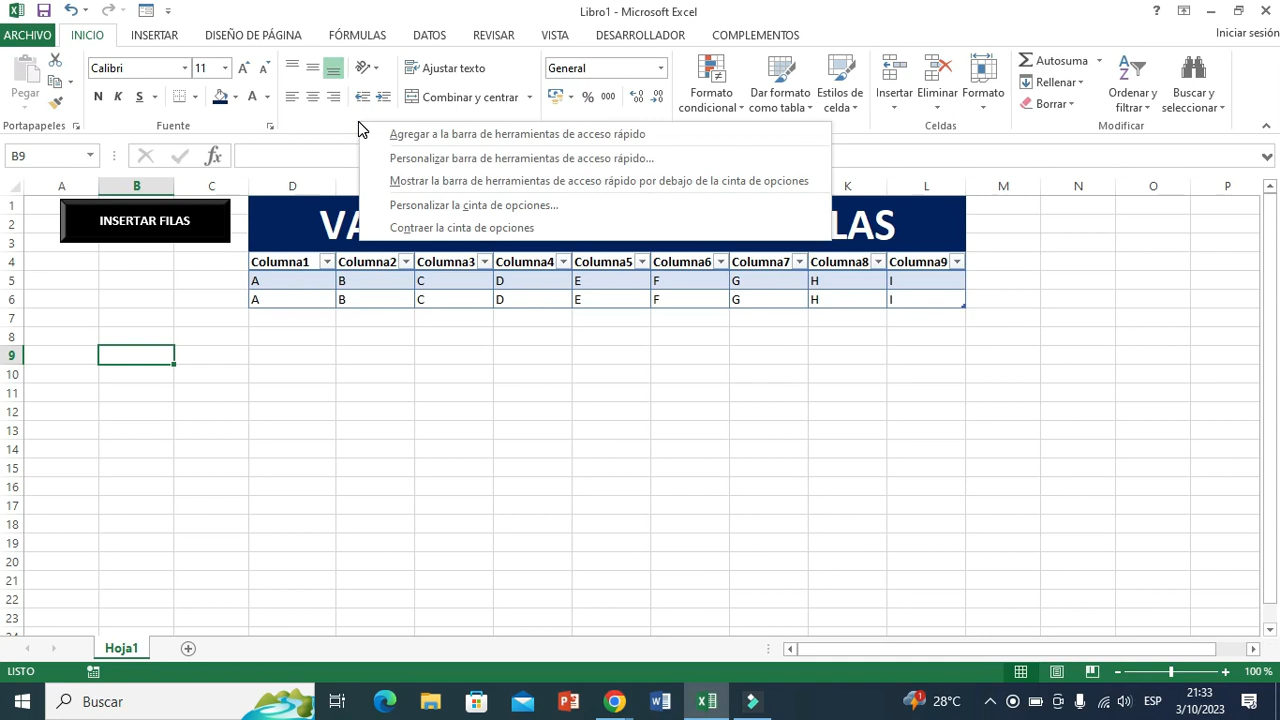 Libro1 - Microsoft Excel
?
ARCHIVO INICIO INSERTAR DISEÑO DE PÁGINA FÓRMULAS DATOS REVISAR VISTA DESARROLLADOR COMPLEMENTOS Iniciar sesión
Calibri 11 Ajustar texto General Autosuma
Pegar N K S Combinar y centrar % 000 Formato condicional Dar formato como tabla Estilos de celda Insertar Eliminar Formato Rellenar Borrar Ordenar y filtrar Buscar y seleccionar
Portapapeles Fuente Celdas Modificar
Agregar a la barra de herramientas de acceso rápido
Personalizar barra de herramientas de acceso rápido...
Mostrar la barra de herramientas de acceso rápido por debajo de la cinta de opciones
Personalizar la cinta de opciones...
Contraer la cinta de opciones
B9 fx
A B C D K L M N O P
1
2 INSERTAR FILAS
3
4 Columna1 Columna2 Columna3 Columna4 Columna5 Columna6 Columna7 Columna8 Columna9
5 A B C D E F G H I
6 A B C D E F G H I
7
8
9
10
11
12
13
14
15
16
17
18
19
20
21
22
23
Hoja1
LISTO 100 %
Buscar 28°C ESP 21:33
3/10/2023